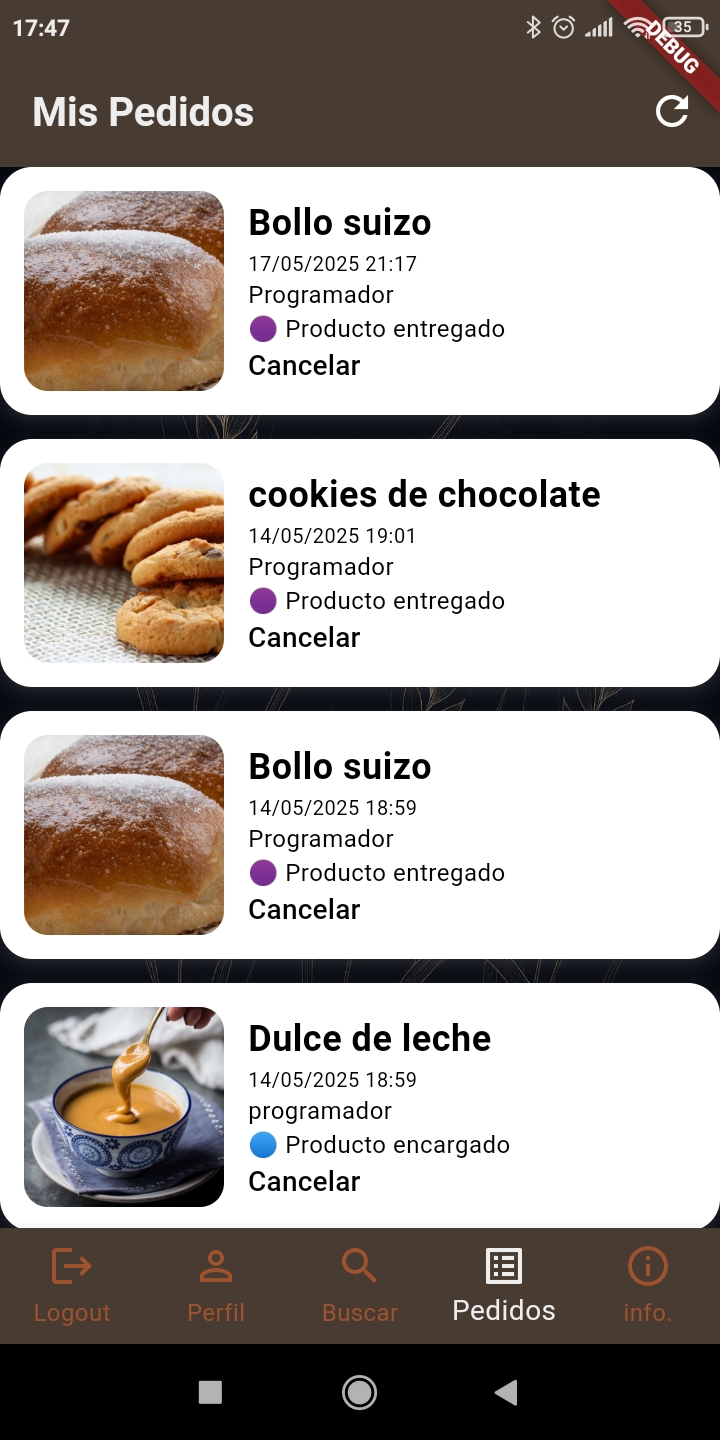 17:47
35
DEBUG
Mis Pedidos
Bollo suizo
17/05/2025 21:17
Programador
Producto entregado
Cancelar
cookies de chocolate
14/05/2025 19:01
Programador
Producto entregado
Cancelar
Bollo suizo
14/05/2025 18:59
Programador
Producto entregado
Cancelar
Dulce de leche
14/05/2025 18:59
programador
Producto encargado
Cancelar
Logout
Perfil
Buscar
Pedidos
info.